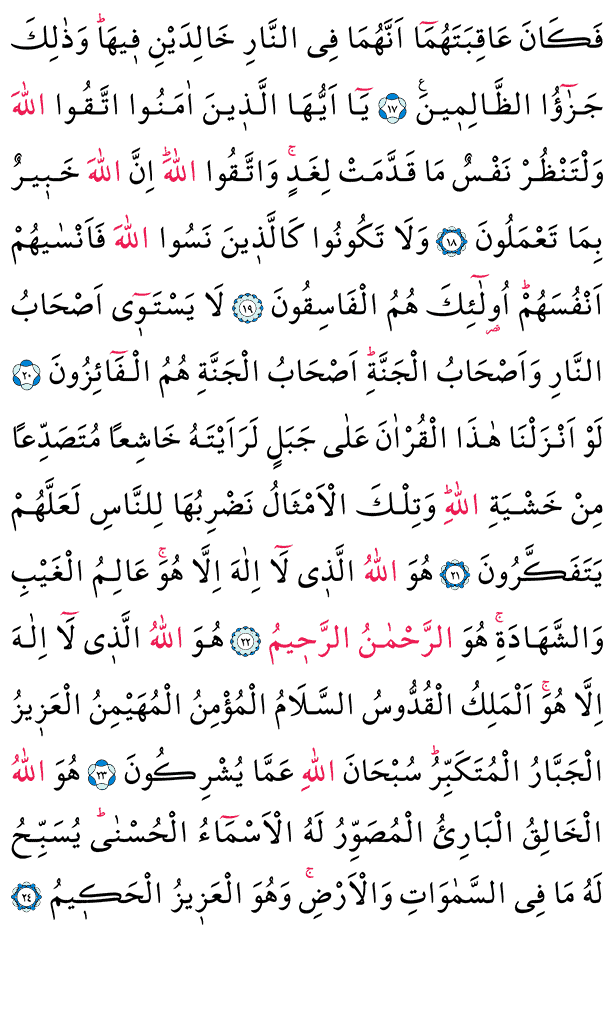 فَكَانَ عَاقِبَتَهُمَٓا اَنَّهُمَا فِى النَّارِ خَالِدَيْنِ ف۪يهَاۜ وَذٰلِكَ
جَزٰٓؤُا الظَّالِم۪ينَ۟ ﴿١٧﴾ يَٓا اَيُّهَا الَّذ۪ينَ اٰمَنُوا اتَّقُوا اللّٰهَ
وَلْتَنْظُرْ نَفْسٌ مَا قَدَّمَتْ لِغَدٍۚ وَاتَّقُوا اللّٰهَۜ اِنَّ اللّٰهَ خَب۪يرٌ
بِمَا تَعْمَلُونَ ﴿١٨﴾ وَلَا تَكُونُوا كَالَّذ۪ينَ نَسُوا اللّٰهَ فَاَنْسٰيهُمْ
اَنْفُسَهُمْۜ اُو۬لٰٓئِكَ هُمُ الْفَاسِقُونَ ﴿١٩﴾ لَا يَسْتَو۪ٓى اَصْحَابُ
النَّارِ وَاَصْحَابُ الْجَنَّةِۜ اَصْحَابُ الْجَنَّةِ هُمُ الْفَٓائِزُونَ ﴿٢٠﴾
لَوْ اَنْزَلْنَا هٰذَا الْقُرْاٰنَ عَلٰى جَبَلٍ لَرَاَيْتَهُ خَاشِعًا مُتَصَدِّعًا
مِنْ خَشْيَةِ اللّٰهِۜ وَتِلْكَ الْاَمْثَالُ نَضْرِبُهَا لِلنَّاسِ لَعَلَّهُمْ
يَتَفَكَّرُونَ ﴿٢١﴾ هُوَ اللّٰهُ الَّذ۪ى لَٓا اِلٰهَ اِلَّا هُوَۚ عَالِمُ الْغَيْبِ
وَالشَّهَادَةِۚ هُوَ الرَّحْمٰنُ الرَّح۪يمُ ﴿٢٢﴾ هُوَ اللّٰهُ الَّذ۪ى لَٓا اِلٰهَ
اِلَّا هُوَۚ اَلْمَلِكُ الْقُدُّوسُ السَّلَامُ الْمُؤْمِنُ الْمُهَيْمِنُ الْعَز۪يزُ
الْجَبَّارُ الْمُتَكَبِّرُۜ سُبْحَانَ اللّٰهِ عَمَّا يُشْرِكُونَ ﴿٢٣﴾ هُوَ اللّٰهُ
الْخَالِقُ الْبَارِئُ الْمُصَوِّرُ لَهُ الْاَسْمَٓاءُ الْحُسْنٰىۜ يُسَبِّحُ
لَهُ مَا فِى السَّمٰوَاتِ وَالْاَرْضِۚ وَهُوَ الْعَز۪يزُ الْحَك۪يمُ ﴿٢٤﴾